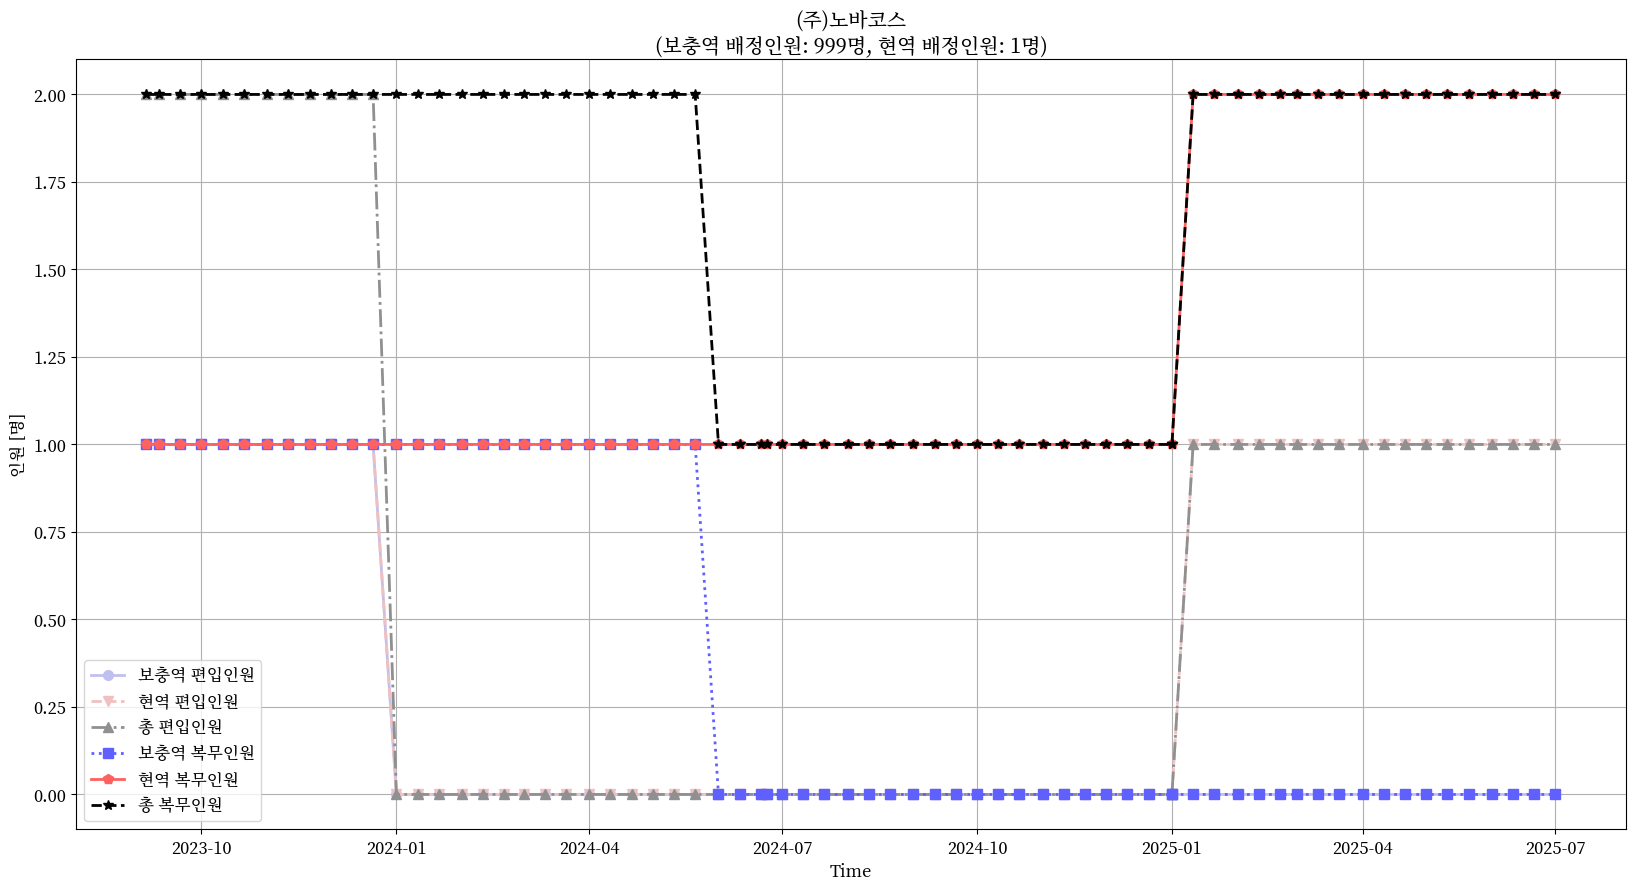 (주)노바코스
(보충역 배정인원: 999명, 현역 배정인원: 1명)
인원 [명]
2.00
1.75
1.50
1.25
1.00
0.75
0.50
0.25
0.00
보충역 편입인원
현역 편입인원
총 편입인원
보충역 복무인원
현역 복무인원
총 복무인원
2023-10
2024-01
2024-04
2024-07
2024-10
2025-01
2025-04
2025-07
Time